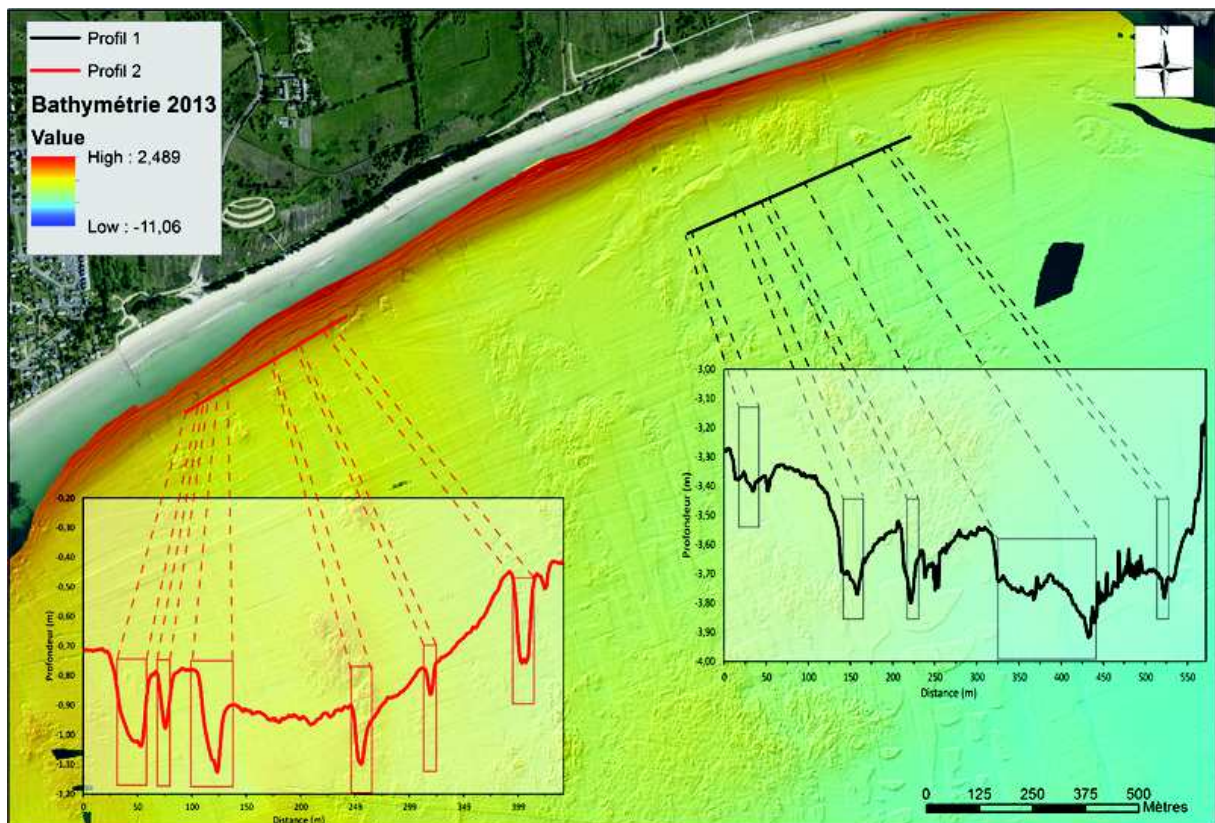 Profil 1
Profil 2
Bathymétrie 2013
Value
High : 2,489
Low : -11,06
N
3,00
-3,10
-3,20
-3,30
-3,40
-3,50
-3,60
-3,70
-3,80
-3,90
-4,00
Profondeur (m)
0 50 100 150 200 250 300 350 400 450 500 550
Distance (m)
-0,20
-0,30
-0,40
-0,50
-0,60
-0,70
-0,80
-0,90
-1,00
-1,10
-1,20
Profondeur (m)
0 50 100 150 200 249 299 349 399
Distance (m)
0 125 250 375 500
Mètres